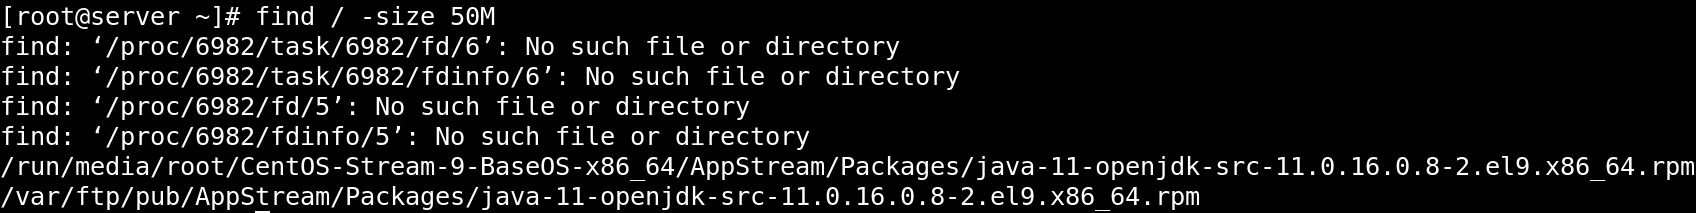 [root@server ~]# find / -size 50M
find: ‘/proc/6982/task/6982/fd/6’: No such file or directory
find: ‘/proc/6982/task/6982/fdinfo/6’: No such file or directory
find: ‘/proc/6982/fd/5’: No such file or directory
find: ‘/proc/6982/fdinfo/5’: No such file or directory
/run/media/root/CentOS-Stream-9-BaseOS-x86_64/AppStream/Packages/java-11-openjdk-src-11.0.16.0.8-2.el9.x86_64.rpm
/var/ftp/pub/AppStream/Packages/java-11-openjdk-src-11.0.16.0.8-2.el9.x86_64.rpm